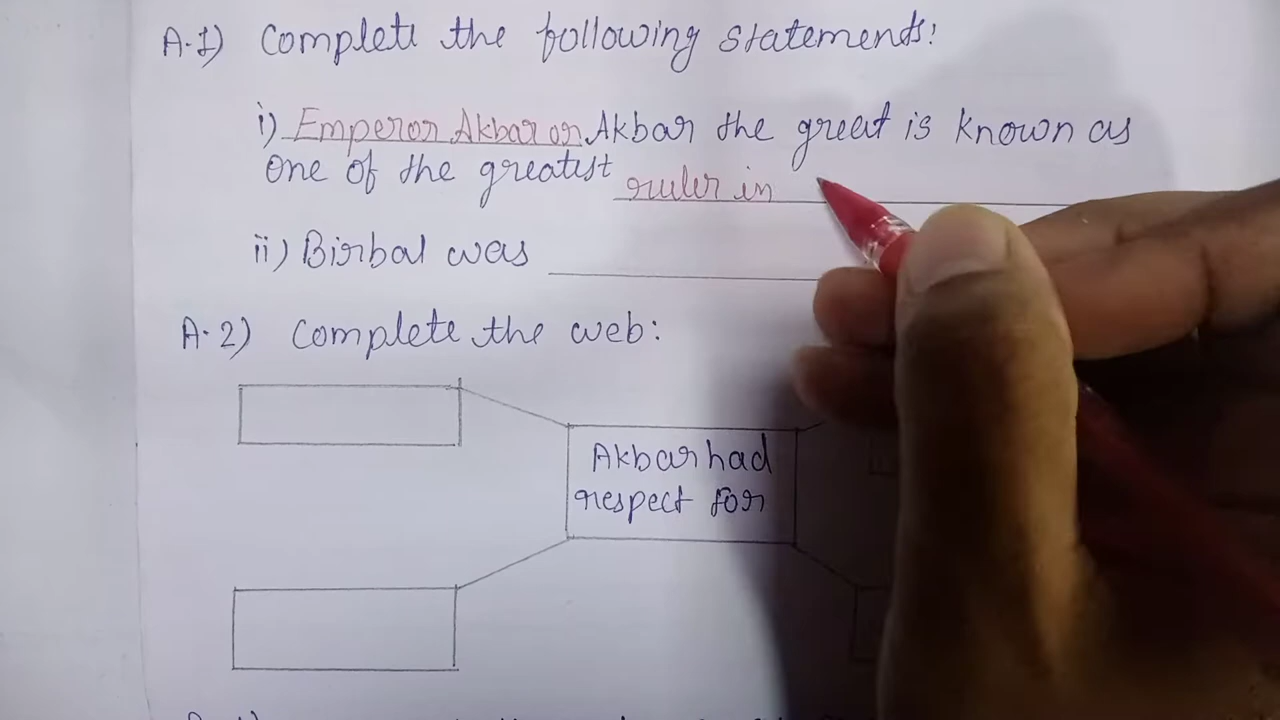 A.1) Complete the following statements:
i) Emperor Akbar or Akbar the great is known as
one of the greatest ruler in
ii) Birbal was
A.2) Complete the web:
Akbar had
respect for